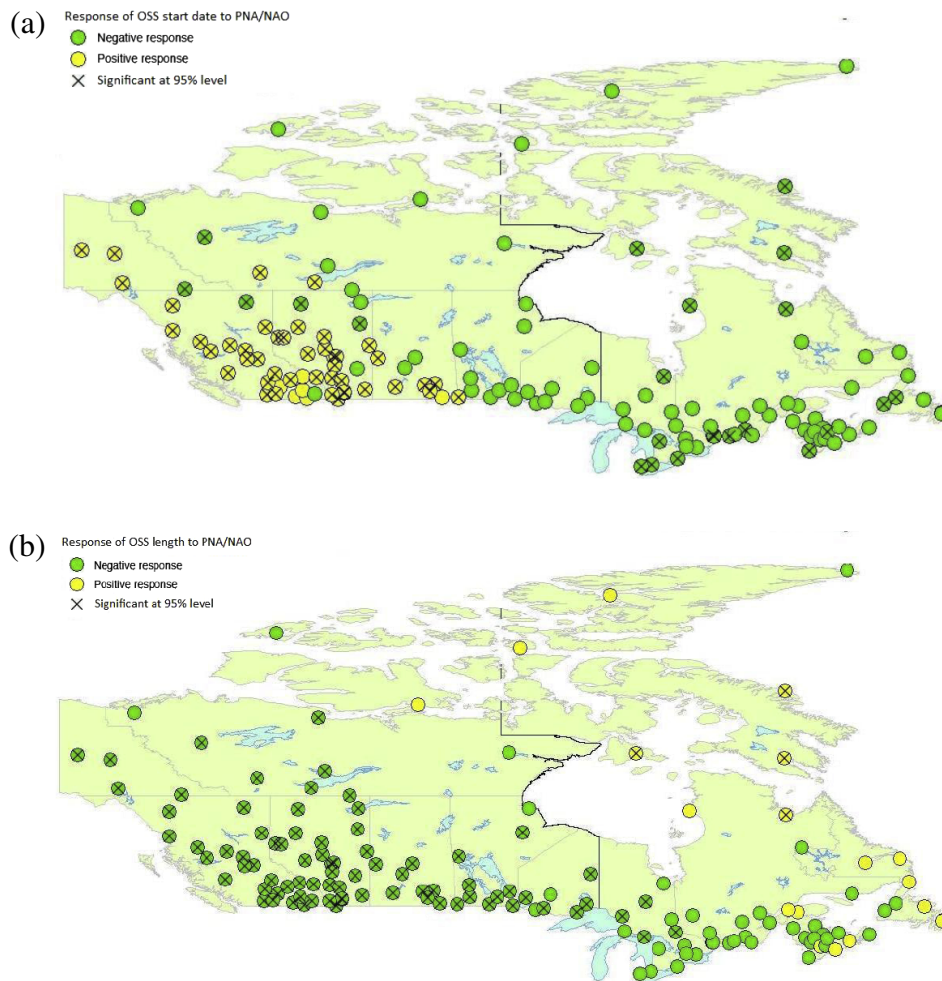 (a)
Response of OSS start date to PNA/NAO
Negative response
Positive response
Significant at 95% level
(b)
Response of OSS length to PNA/NAO
Negative response
Positive response
Significant at 95% level